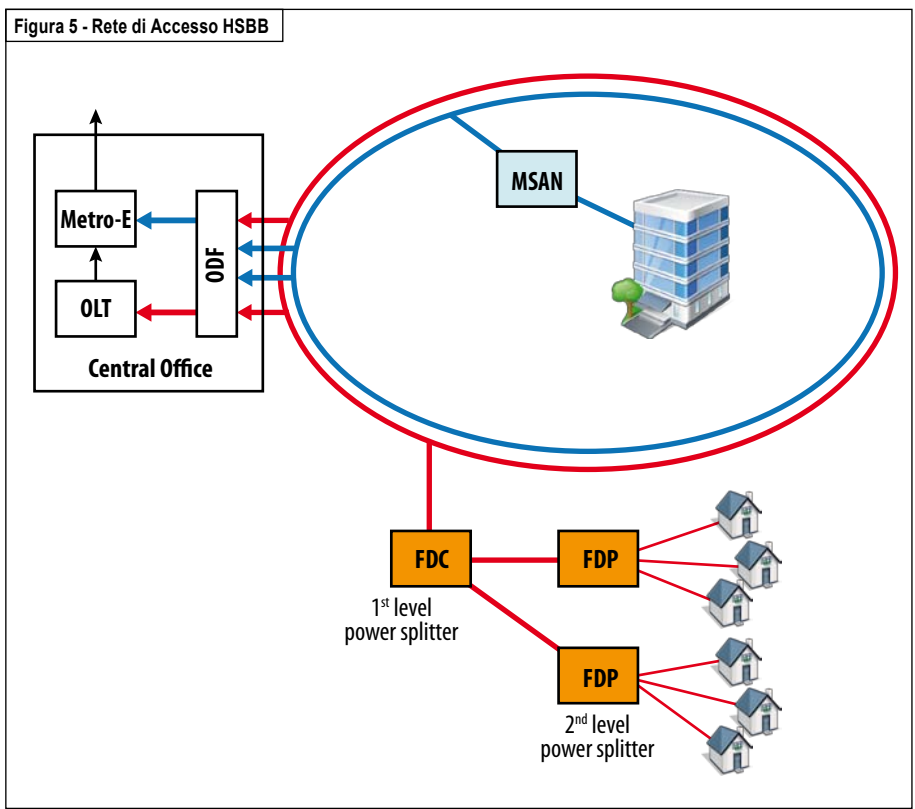 Figura 5 - Rete di Accesso HSBB
MSAN
Metro-E
ODF
OLT
Central Office
FDC
FDP
1st level
power splitter
FDP
2nd level
power splitter